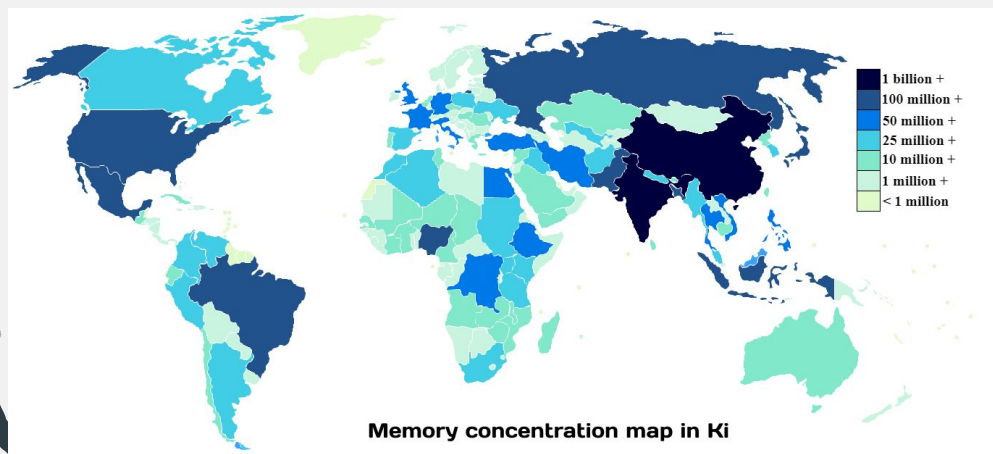 1 billion +
100 million +
50 million +
25 million +
10 million +
1 million +
< 1 million
Memory concentration map in Ki